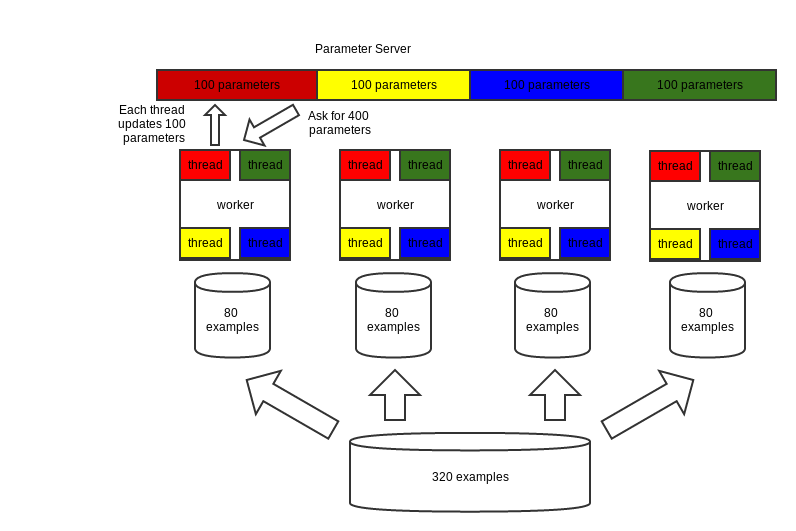 Parameter Server
100 parameters
100 parameters
100 parameters
100 parameters
Each thread
updates 100
parameters
Ask for 400
parameters
thread
thread
thread
thread
thread
thread
thread
thread
worker
worker
worker
worker
thread
thread
thread
thread
thread
thread
thread
thread
80
examples
80
examples
80
examples
80
examples
320 examples